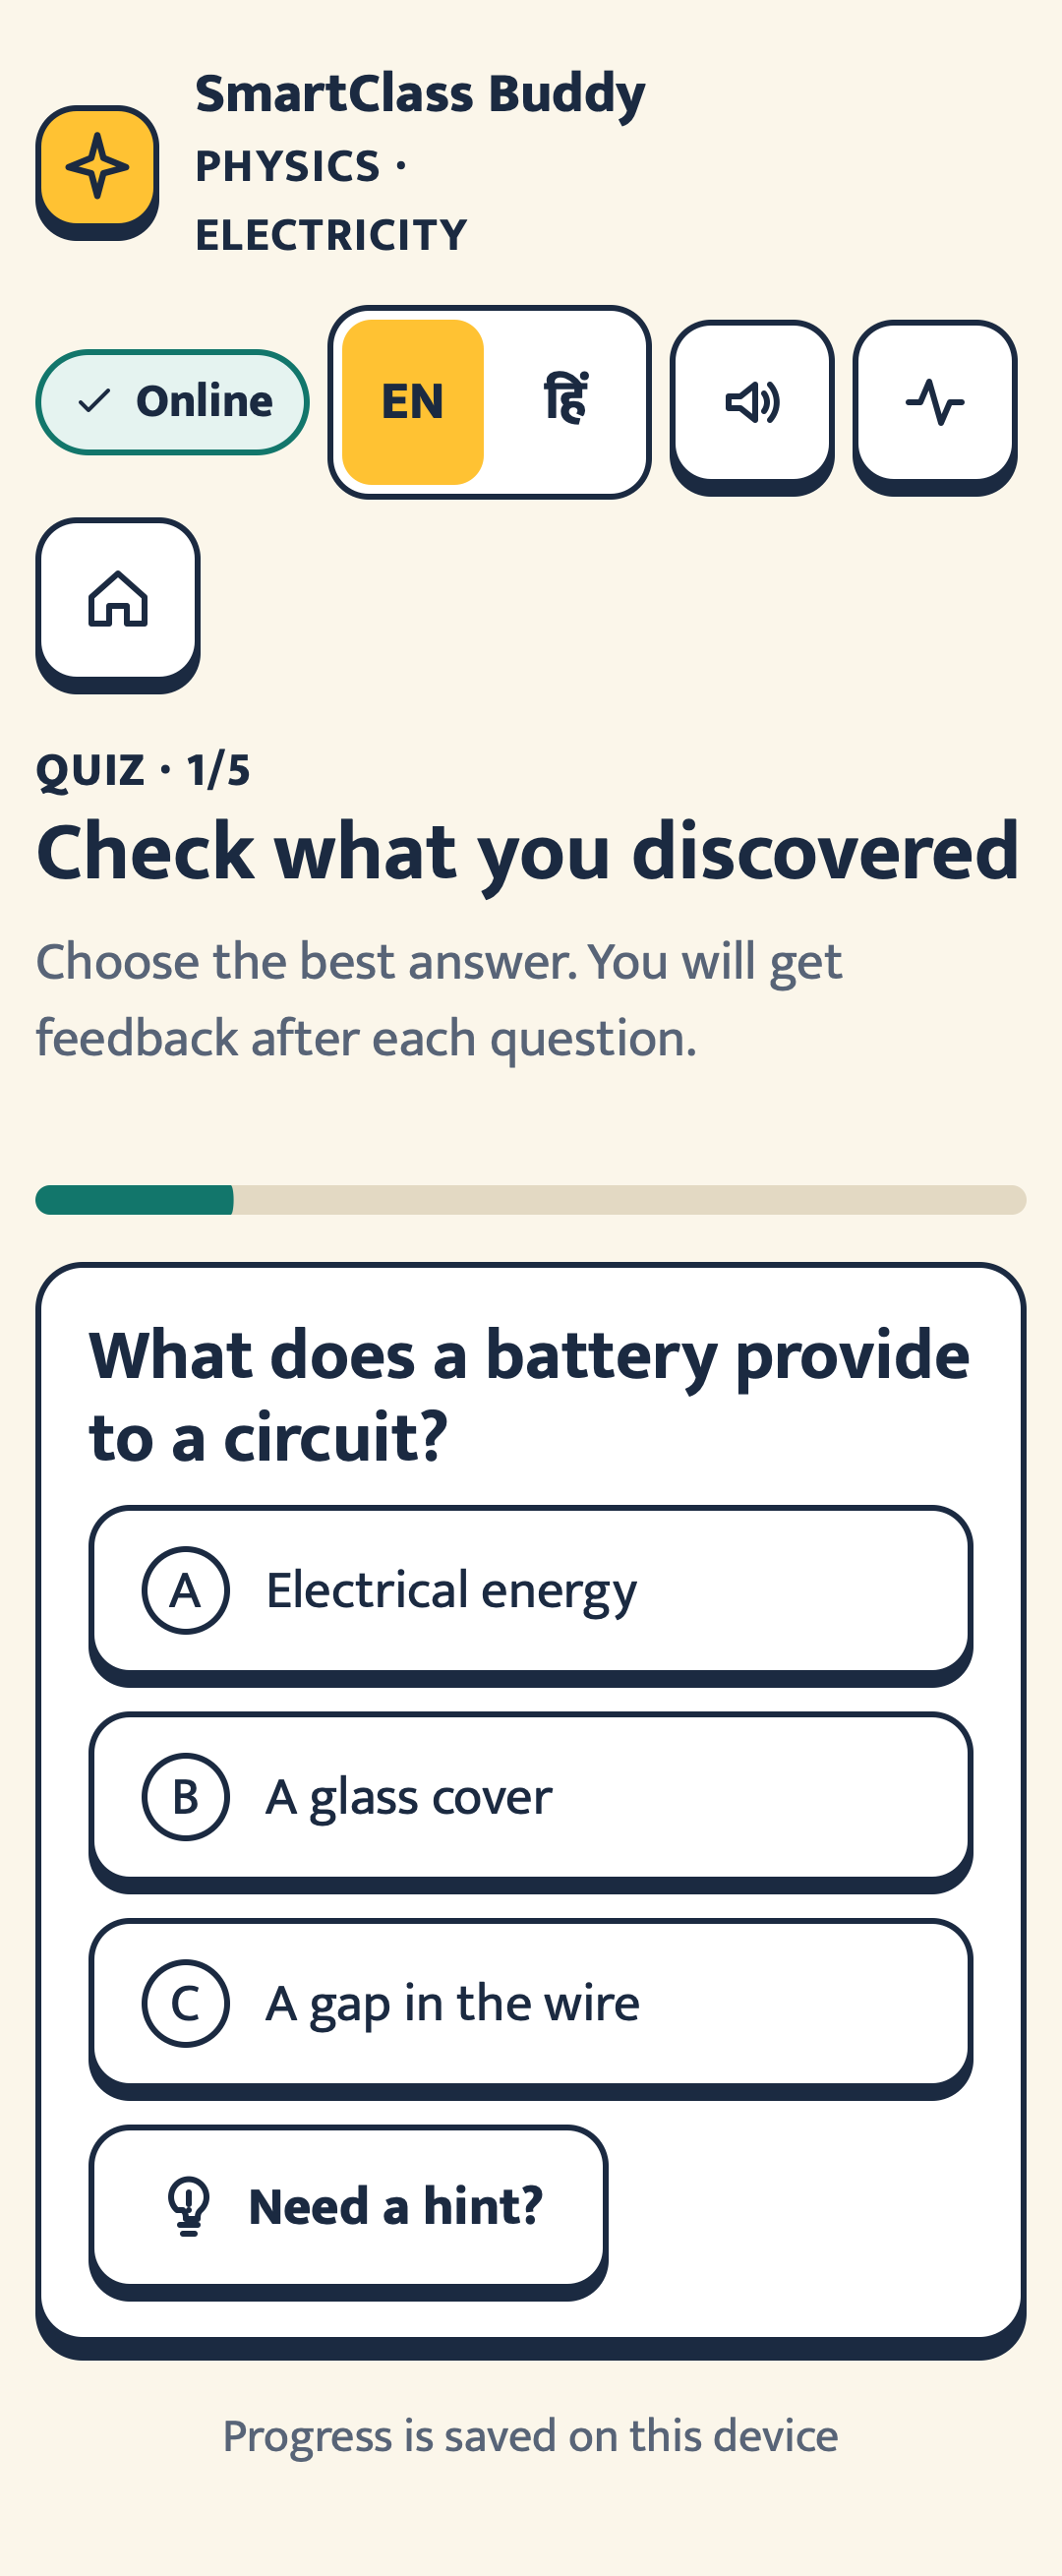 SmartClass Buddy
PHYSICS ·
ELECTRICITY
Online
EN
हिं
QUIZ · 1/5
Check what you discovered
Choose the best answer. You will get
feedback after each question.
What does a battery provide
to a circuit?
A Electrical energy
B A glass cover
C A gap in the wire
Need a hint?
Progress is saved on this device